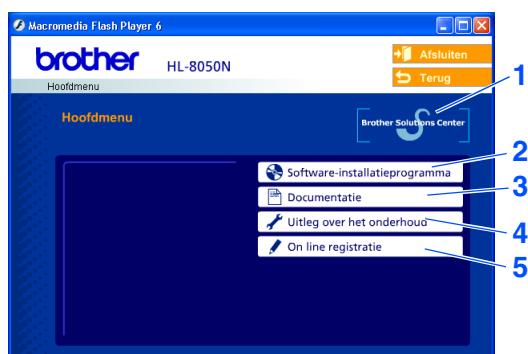 Macromedia Flash Player 6
brother HL-8050N
Afsluiten
Terug
Hoofdmenu
Hoofdmenu
Brother Solutions Center
Software-installatieprogramma
Documentatie
Uitleg over het onderhoud
On line registratie
1
2
3
4
5